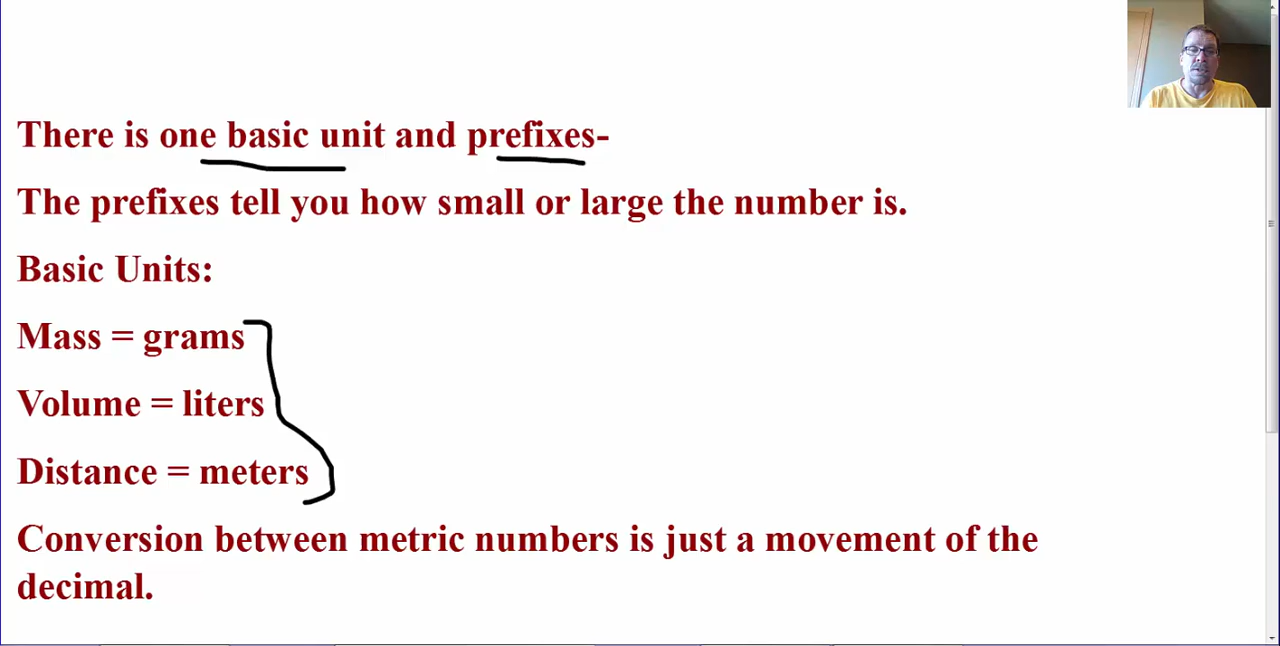 There is one basic unit and prefixes-
The prefixes tell you how small or large the number is.
Basic Units:
Mass = grams
Volume = liters
Distance = meters
Conversion between metric numbers is just a movement of the
decimal.